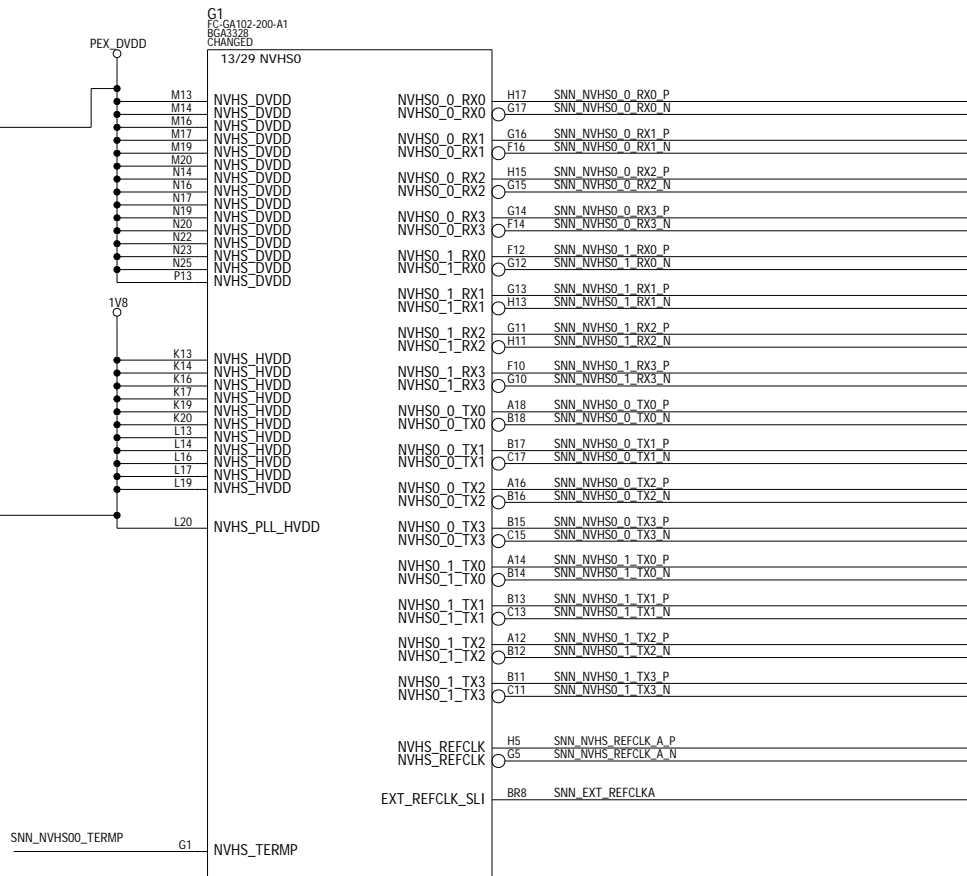 G1
FC-GA102-200-A1
BGA3328
CHANGED
13/29 NVHS0
PEX_DVDD
M13 NVHS_DVDD
M14 NVHS_DVDD
M16 NVHS_DVDD
M17 NVHS_DVDD
M19 NVHS_DVDD
M20 NVHS_DVDD
N14 NVHS_DVDD
N16 NVHS_DVDD
N17 NVHS_DVDD
N19 NVHS_DVDD
N20 NVHS_DVDD
N22 NVHS_DVDD
N23 NVHS_DVDD
N25 NVHS_DVDD
P13 NVHS_DVDD
1V8
K13 NVHS_HVDD
K14 NVHS_HVDD
K16 NVHS_HVDD
K17 NVHS_HVDD
K19 NVHS_HVDD
K20 NVHS_HVDD
L13 NVHS_HVDD
L14 NVHS_HVDD
L16 NVHS_HVDD
L17 NVHS_HVDD
L19 NVHS_HVDD
L20 NVHS_PLL_HVDD
SNN_NVHS00_TERMP G1 NVHS_TERMP
NVHS0_0_RX0 H17 SNN_NVHS0_0_RX0_P
NVHS0_0_RX0 G17 SNN_NVHS0_0_RX0_N
NVHS0_0_RX1 G16 SNN_NVHS0_0_RX1_P
NVHS0_0_RX1 F16 SNN_NVHS0_0_RX1_N
NVHS0_0_RX2 H15 SNN_NVHS0_0_RX2_P
NVHS0_0_RX2 G15 SNN_NVHS0_0_RX2_N
NVHS0_0_RX3 G14 SNN_NVHS0_0_RX3_P
NVHS0_0_RX3 F14 SNN_NVHS0_0_RX3_N
NVHS0_1_RX0 F12 SNN_NVHS0_1_RX0_P
NVHS0_1_RX0 G12 SNN_NVHS0_1_RX0_N
NVHS0_1_RX1 G13 SNN_NVHS0_1_RX1_P
NVHS0_1_RX1 H13 SNN_NVHS0_1_RX1_N
NVHS0_1_RX2 G11 SNN_NVHS0_1_RX2_P
NVHS0_1_RX2 H11 SNN_NVHS0_1_RX2_N
NVHS0_1_RX3 F10 SNN_NVHS0_1_RX3_P
NVHS0_1_RX3 G10 SNN_NVHS0_1_RX3_N
NVHS0_0_TX0 A18 SNN_NVHS0_0_TX0_P
NVHS0_0_TX0 B18 SNN_NVHS0_0_TX0_N
NVHS0_0_TX1 B17 SNN_NVHS0_0_TX1_P
NVHS0_0_TX1 C17 SNN_NVHS0_0_TX1_N
NVHS0_0_TX2 A16 SNN_NVHS0_0_TX2_P
NVHS0_0_TX2 B16 SNN_NVHS0_0_TX2_N
NVHS0_0_TX3 B15 SNN_NVHS0_0_TX3_P
NVHS0_0_TX3 C15 SNN_NVHS0_0_TX3_N
NVHS0_1_TX0 A14 SNN_NVHS0_1_TX0_P
NVHS0_1_TX0 B14 SNN_NVHS0_1_TX0_N
NVHS0_1_TX1 B13 SNN_NVHS0_1_TX1_P
NVHS0_1_TX1 C13 SNN_NVHS0_1_TX1_N
NVHS0_1_TX2 A12 SNN_NVHS0_1_TX2_P
NVHS0_1_TX2 B12 SNN_NVHS0_1_TX2_N
NVHS0_1_TX3 B11 SNN_NVHS0_1_TX3_P
NVHS0_1_TX3 C11 SNN_NVHS0_1_TX3_N
NVHS_REFCLK H5 SNN_NVHS_REFCLK_A_P
NVHS_REFCLK G5 SNN_NVHS_REFCLK_A_N
EXT_REFCLK_SLI BR8 SNN_EXT_REFCLKA